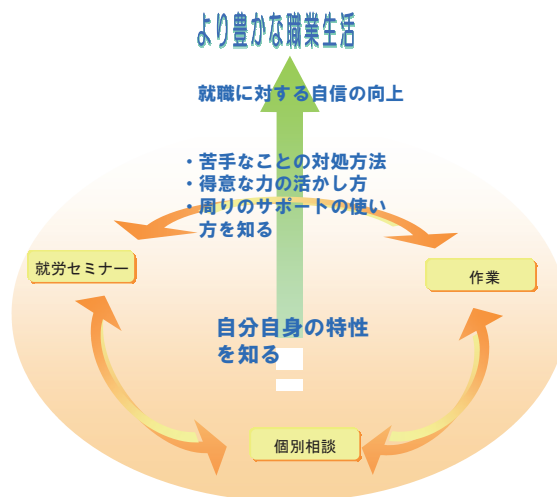 より豊かな職業生活
就職に対する自信の向上
・苦手なことの対処方法
・得意な力の活かし方
・周りのサポートの使い
方を知る
就労セミナー
作業
自分自身の特性
を知る
個別相談